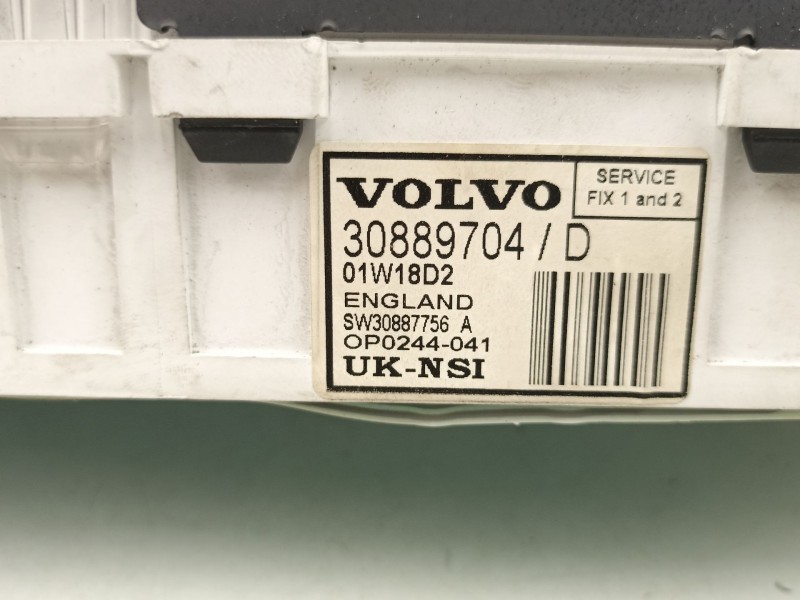 VOLVO
SERVICE
FIX 1 and 2
30889704 / D
01W18D2
ENGLAND
SW30887756 A
OP0244-041
UK-NSI